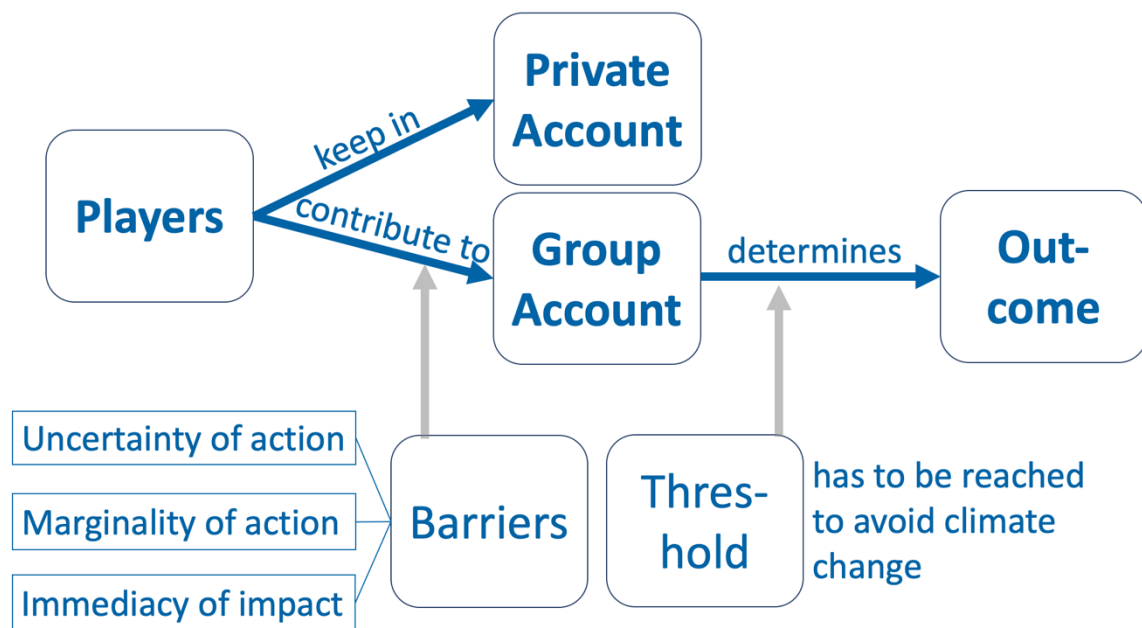 Private
Account
keep in
Players
contribute to
Group
Account
determines
Out-
come
Uncertainty of action
Marginality of action
Immediacy of impact
Barriers
Thres-
hold
has to be reached
to avoid climate
change